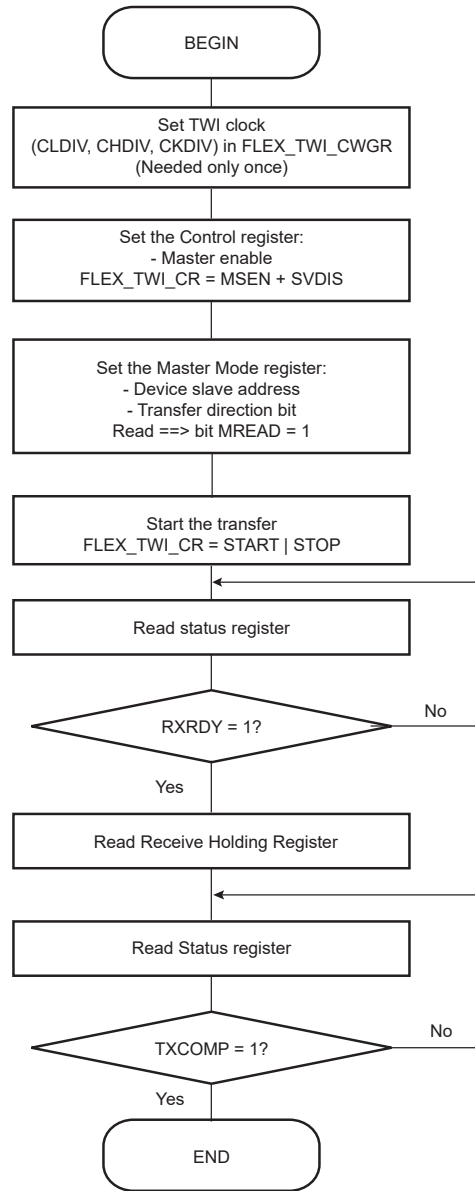 BEGIN
Set TWI clock
(CLDIV, CHDIV, CKDIV) in FLEX_TWI_CWGR
(Needed only once)
Set the Control register:
- Master enable
FLEX_TWI_CR = MSEN + SVDIS
Set the Master Mode register:
- Device slave address
- Transfer direction bit
Read ==> bit MREAD = 1
Start the transfer
FLEX_TWI_CR = START | STOP
Read status register
RXRDY = 1?
No
Yes
Read Receive Holding Register
Read Status register
TXCOMP = 1?
No
Yes
END